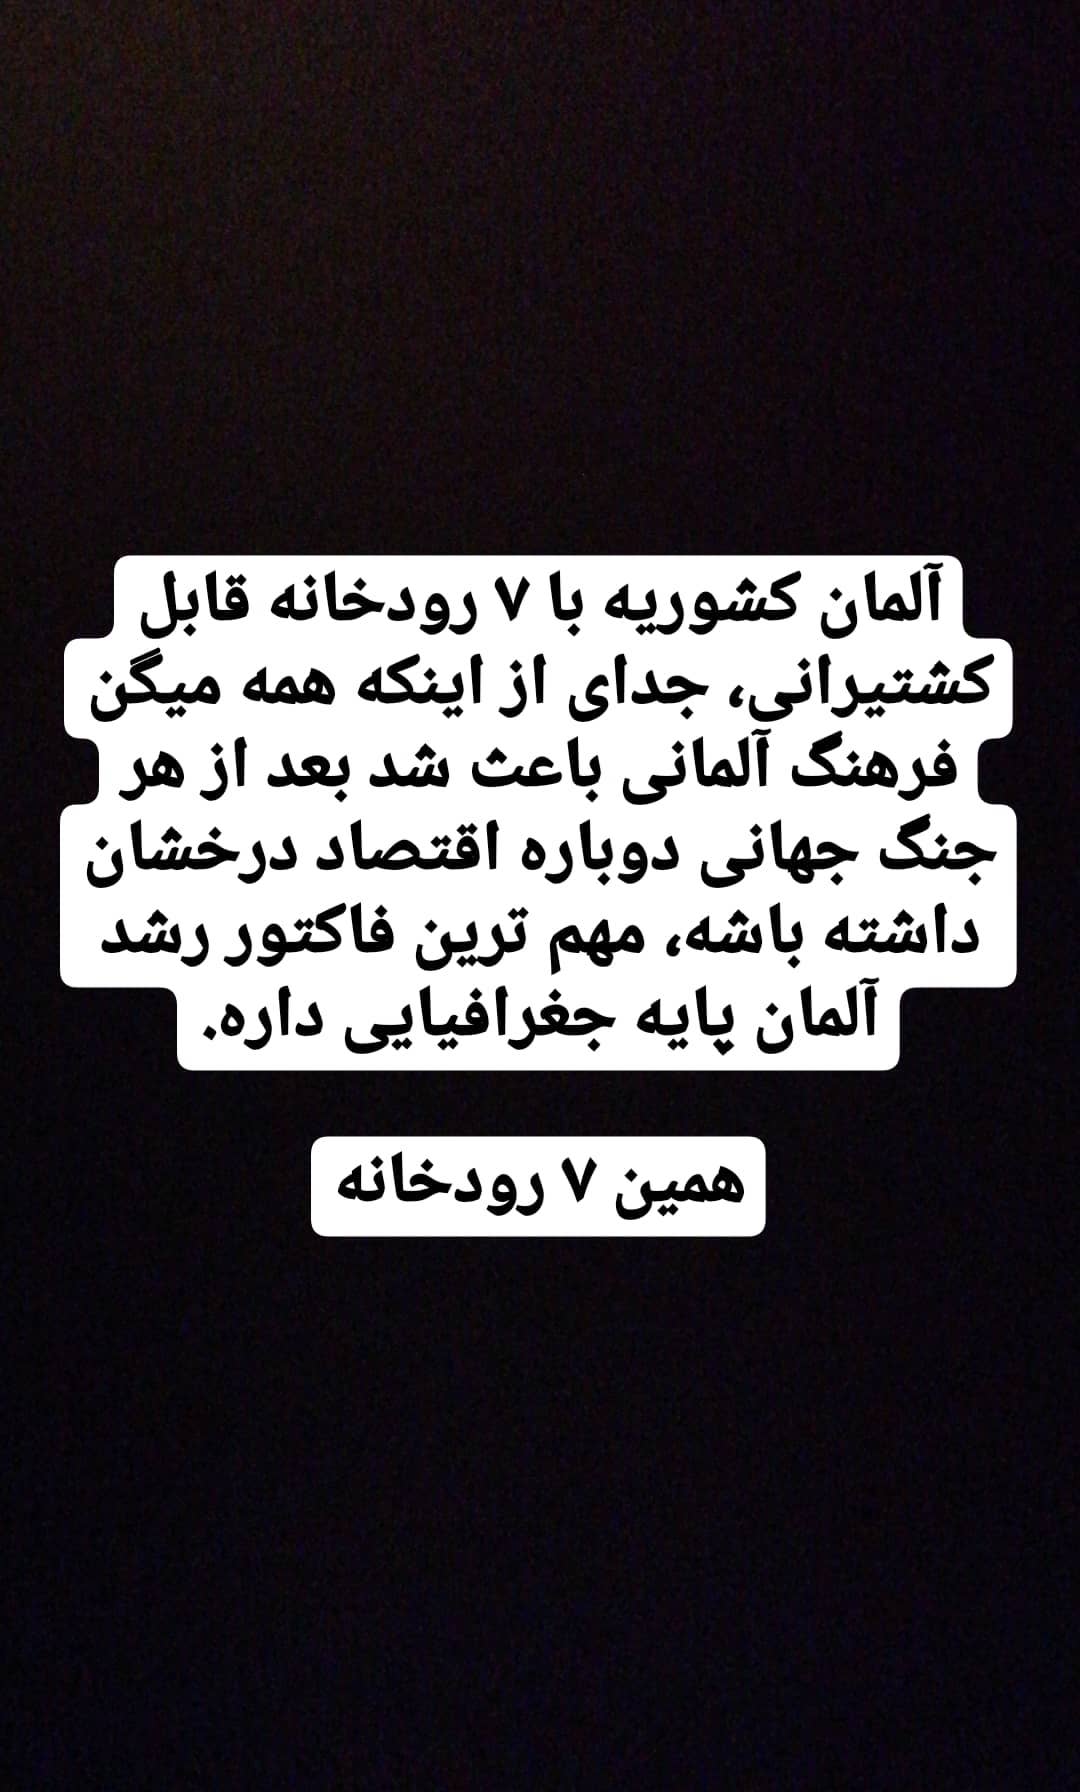 آلمان کشوریه با ۷ رودخانه قابل
کشتیرانی، جدای از اینکه همه میگن
فرهنگ آلمانی باعث شد بعد از هر
جنگ جهانی دوباره اقتصاد درخشان
داشته باشه، مهم ترین فاکتور رشد
آلمان پایه جغرافیایی داره.
همین ۷ رودخانه